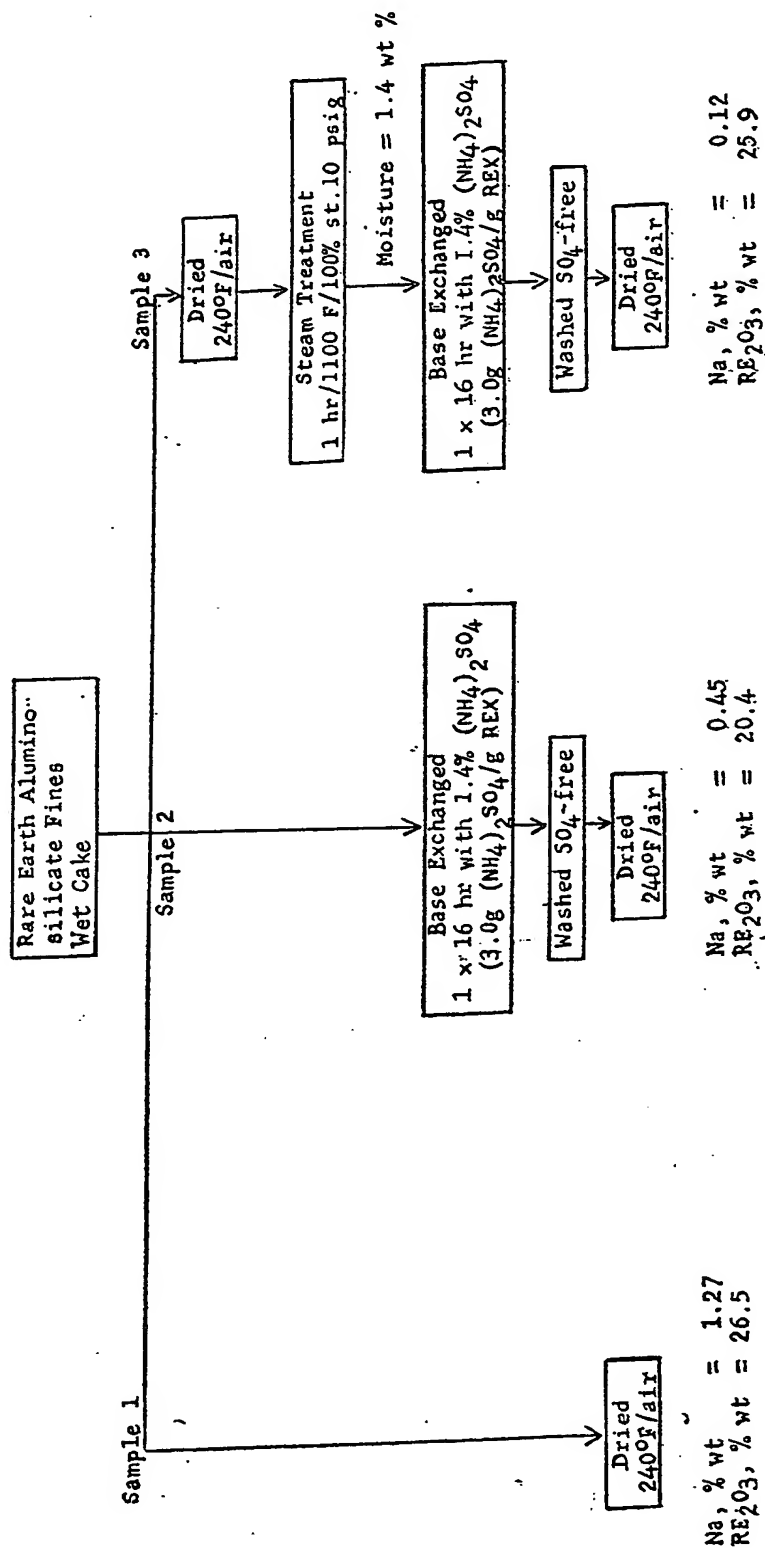 Rare Earth Alumino-
silicate Fines
Wet Cake
Sample 1
Dried
240°F/air
Na, % wt = 1.27
RE2O3, % wt = 26.5
Sample 2
Base Exchanged
1 x 16 hr with 1.4% (NH4)2SO4
(3.0g (NH4)2SO4/g REX)
Washed SO4-free
Dried
240°F/air
Na, % wt = 0.45
RE2O3, % wt = 20.4
Sample 3
Dried
240°F/air
Steam Treatment
1 hr/1100 F/100% st.10 psig
Moisture = 1.4 wt %
Base Exchanged
1 x 16 hr with 1.4% (NH4)2SO4
(3.0g (NH4)2SO4/g REX)
Washed SO4-free
Dried
240°F/air
Na, % wt = 0.12
RE2O3, % wt = 25.9